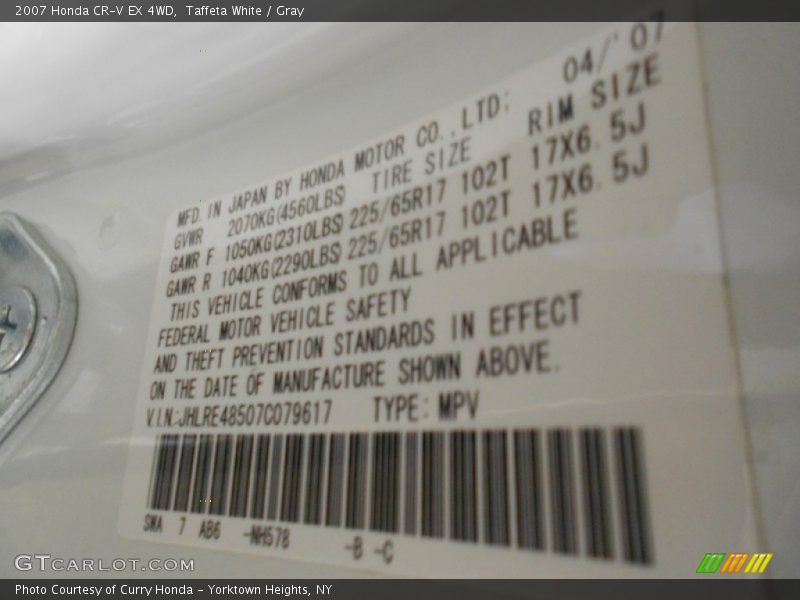 2007 Honda CR-V EX 4WD, Taffeta White / Gray
04/'07
MFD. IN JAPAN BY HONDA MOTOR CO.,LTD:
GVWR 2070KG(4560LBS) TIRE SIZE RIM SIZE
GAWR F 1050KG(2310LBS) 225/65R17 102T 17X6.5J
GAWR R 1040KG(2290LBS) 225/65R17 102T 17X6.5J
THIS VEHICLE CONFORMS TO ALL APPLICABLE
FEDERAL MOTOR VEHICLE SAFETY
AND THEFT PREVENTION STANDARDS IN EFFECT
ON THE DATE OF MANUFACTURE SHOWN ABOVE.
V.I.N:JHLRE48507C079617 TYPE:MPV
SWA 7 AB6 -NH578 -B -C
GTCARLOT.COM
Photo Courtesy of Curry Honda - Yorktown Heights, NY